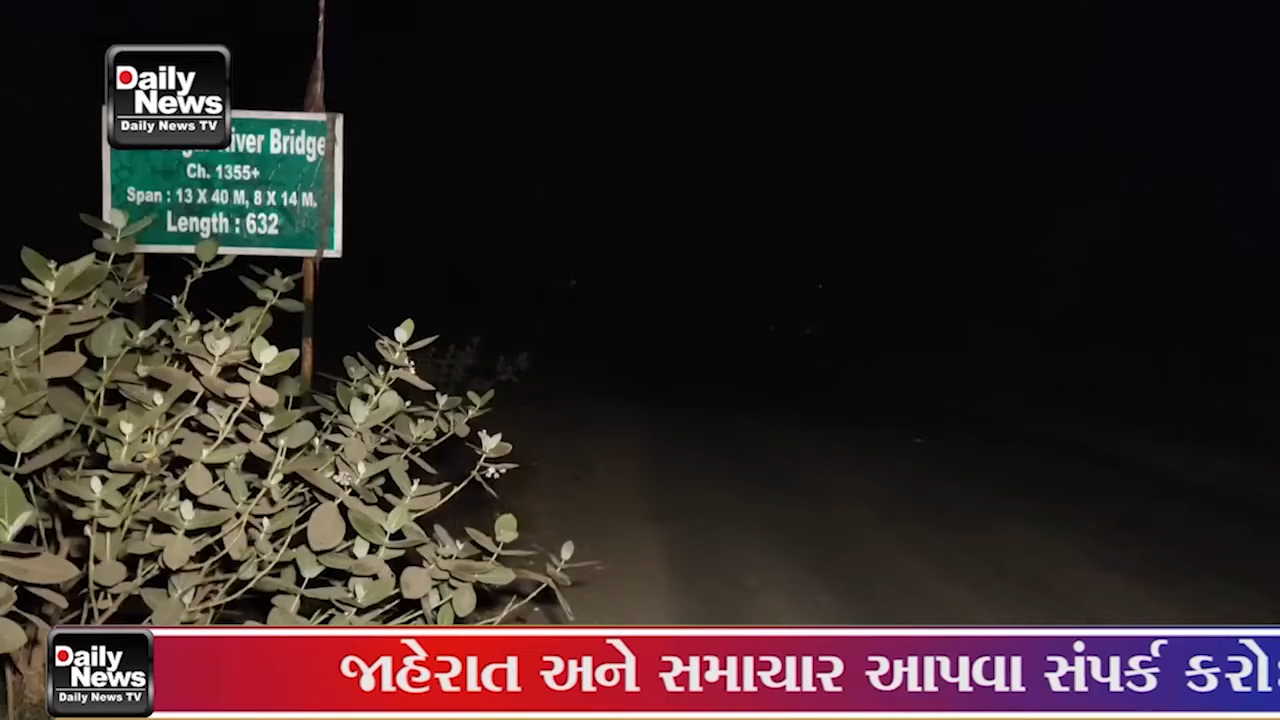 Daily
News
Daily News TV
River Bridge
Ch. 1355+
Span : 13 X 40 M, 8 X 14 M.
Length : 632
Daily
News
Daily News TV
જાહેરાત અને સમાચાર આપવા સંપર્ક કરો: